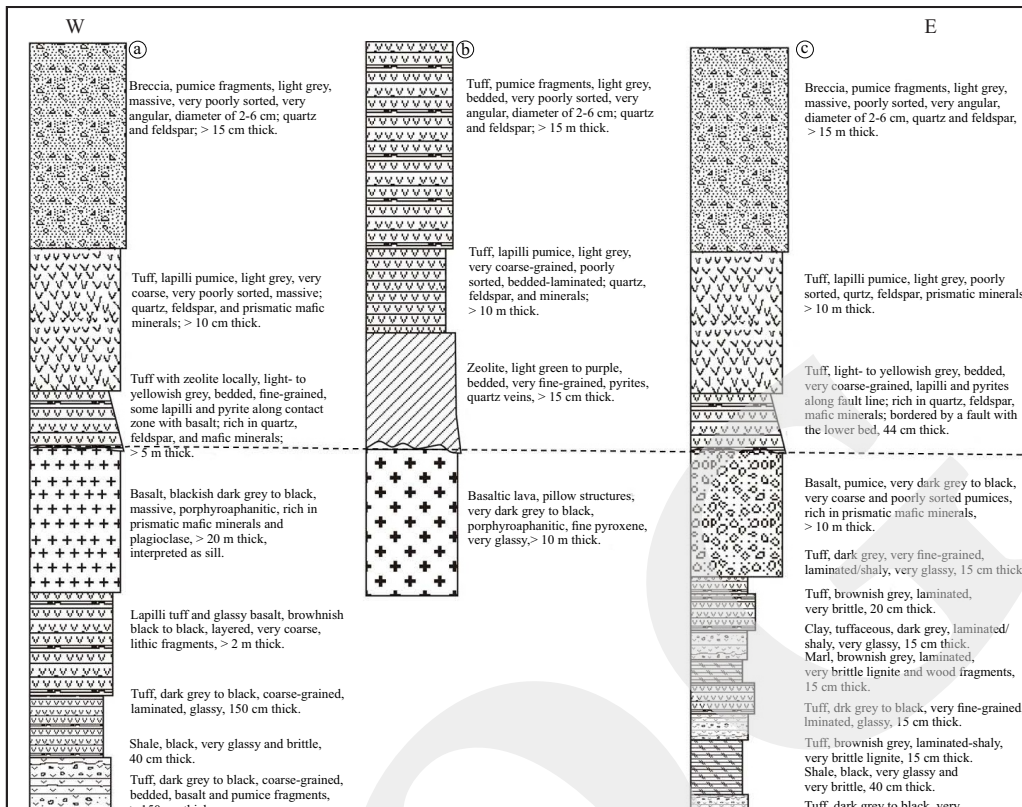 W
E
a
Breccia, pumice fragments, light grey,
massive, very poorly sorted, very
angular, diameter of 2-6 cm; quartz
and feldspar; > 15 cm thick.
Tuff, lapilli pumice, light grey, very
coarse, very poorly sorted, massive;
quartz, feldspar, and prismatic mafic
minerals; > 10 cm thick.
Tuff with zeolite locally, light- to
yellowish grey, bedded, fine-grained,
some lapilli and pyrite along contact
zone with basalt; rich in quartz,
feldspar, and mafic minerals;
> 5 m thick.
Basalt, blackish dark grey to black,
massive, porphyroaphanitic, rich in
prismatic mafic minerals and
plagioclase, > 20 m thick,
interpreted as sill.
Lapilli tuff and glassy basalt, browhnish
black to black, layered, very coarse,
lithic fragments, > 2 m thick.
Tuff, dark grey to black, coarse-grained,
laminated, glassy, 150 cm thick.
Shale, black, very glassy and brittle,
40 cm thick.
Tuff, dark grey to black, coarse-grained,
bedded, basalt and pumice fragments,
b
Tuff, pumice fragments, light grey,
bedded, very poorly sorted, very
angular, diameter of 2-6 cm; quartz
and feldspar; > 15 m thick.
Tuff, lapilli pumice, light grey,
very coarse-grained, poorly
sorted, bedded-laminated; quartz,
feldspar, and minerals;
> 10 m thick.
Zeolite, light green to purple,
bedded, very fine-grained, pyrites,
quartz veins, > 15 cm thick.
Basaltic lava, pillow structures,
very dark grey to black,
porphyroaphanitic, fine pyroxene,
very glassy,> 10 m thick.
c
Breccia, pumice fragments, light grey,
massive, poorly sorted, very angular,
diameter of 2-6 cm, quartz and feldspar,
> 15 m thick.
Tuff, lapilli pumice, light grey, poorly
sorted, qurtz, feldspar, prismatic minerals
> 10 m thick.
Tuff, light- to yellowish grey, bedded,
very coarse-grained, lapilli and pyrites
along fault line; rich in quartz, feldspar,
mafic minerals; bordered by a fault with
the lower bed, 44 cm thick.
Basalt, pumice, very dark grey to black,
very coarse and poorly sorted pumices,
rich in prismatic mafic minerals,
> 10 m thick.
Tuff, dark grey, very fine-grained,
laminated/shaly, very glassy, 15 cm thick
Tuff, brownish grey, laminated,
very brittle, 20 cm thick.
Clay, tuffaceous, dark grey, laminated/
shaly, very glassy, 15 cm thick.
Marl, brownish grey, laminated,
very brittle lignite and wood fragments,
15 cm thick.
Tuff, drk grey to black, very fine-grained
lminated, glassy, 15 cm thick.
Tuff, brownish grey, laminated-shaly,
very brittle lignite, 15 cm thick.
Shale, black, very glassy and
very brittle, 40 cm thick.
Tuff, dark grey to black, very